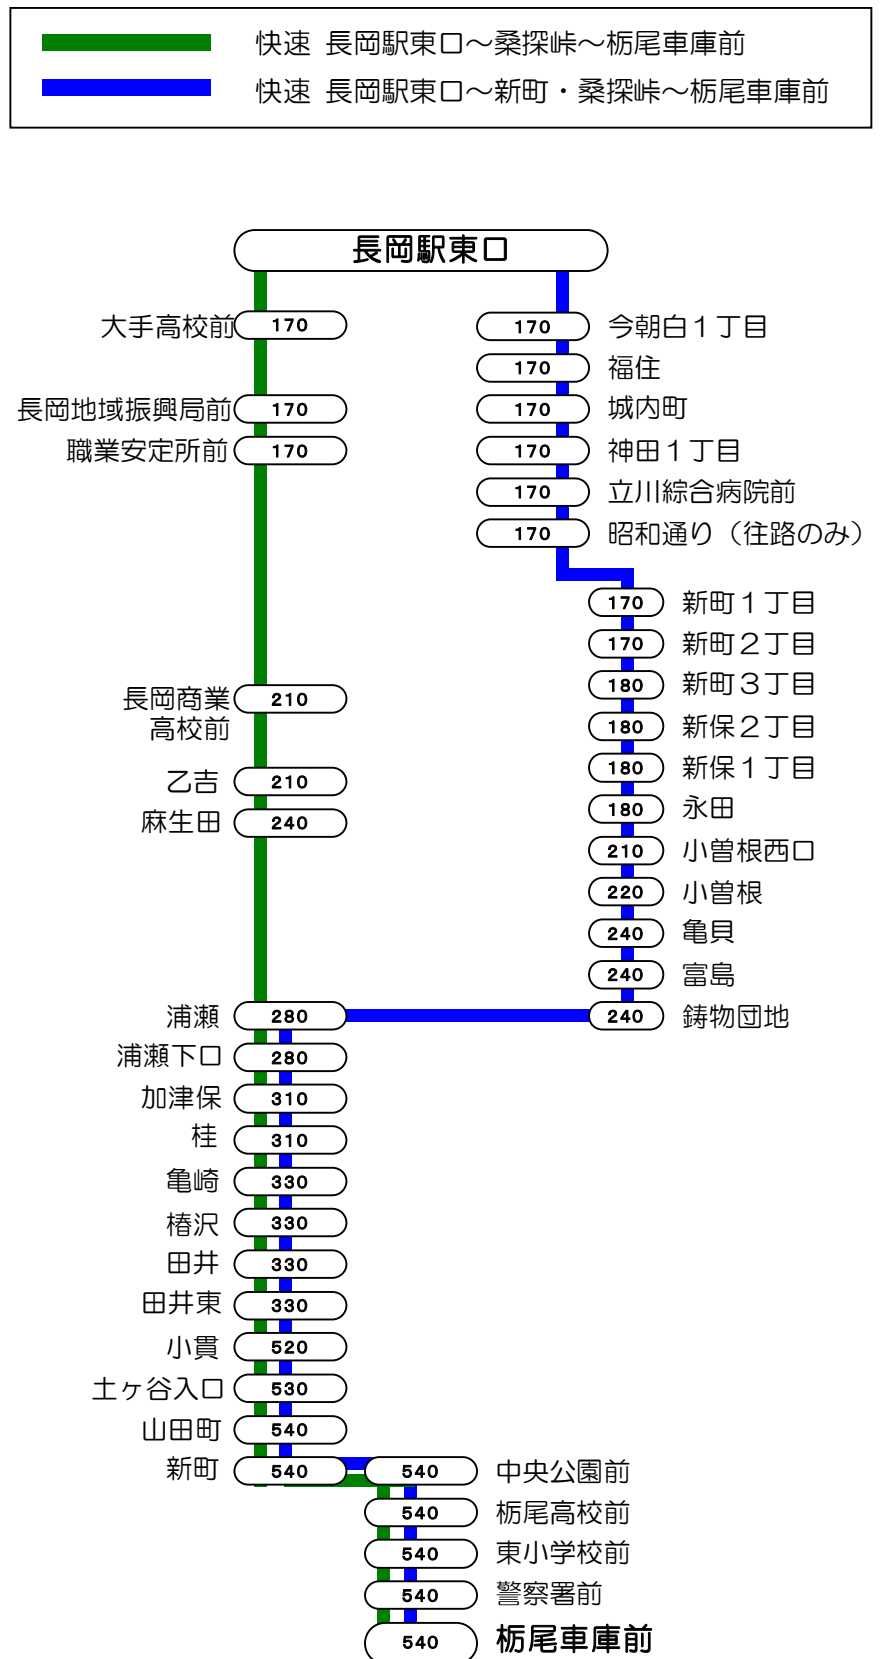 快速 長岡駅東口～桑探峠～栃尾車庫前
快速 長岡駅東口～新町・桑探峠～栃尾車庫前
長岡駅東口
大手高校前 170
長岡地域振興局前 170
職業安定所前 170
長岡商業
高校前 210
乙吉 210
麻生田 240
170 今朝白１丁目
170 福住
170 城内町
170 神田１丁目
170 立川綜合病院前
170 昭和通り（往路のみ）
170 新町１丁目
170 新町２丁目
180 新町３丁目
180 新保２丁目
180 新保１丁目
180 永田
210 小曽根西口
220 小曽根
240 亀貝
240 富島
240 鋳物団地
浦瀬 280
浦瀬下口 280
加津保 310
桂 310
亀崎 330
椿沢 330
田井 330
田井東 330
小貫 520
土ヶ谷入口 530
山田町 540
新町 540
540 中央公園前
540 栃尾高校前
540 東小学校前
540 警察署前
540 栃尾車庫前